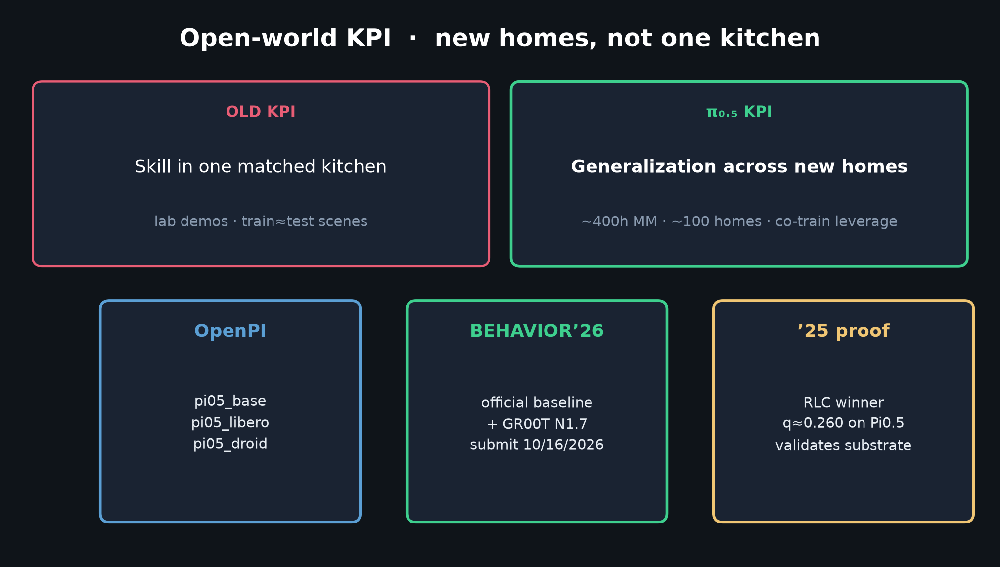 Open-world KPI · new homes, not one kitchen
OLD KPI
Skill in one matched kitchen
lab demos · train≈test scenes
π₀.₅ KPI
Generalization across new homes
~400h MM · ~100 homes · co-train leverage
OpenPI
pi05_base
pi05_libero
pi05_droid
BEHAVIOR’26
official baseline
+ GR00T N1.7
submit 10/16/2026
’25 proof
RLC winner
q≈0.260 on Pi0.5
validates substrate